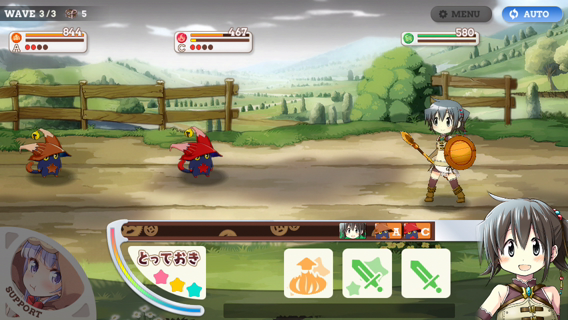 WAVE 3/3
5
MENU
AUTO
844
A
467
C
580
A
C
とっておき
SUPPORT